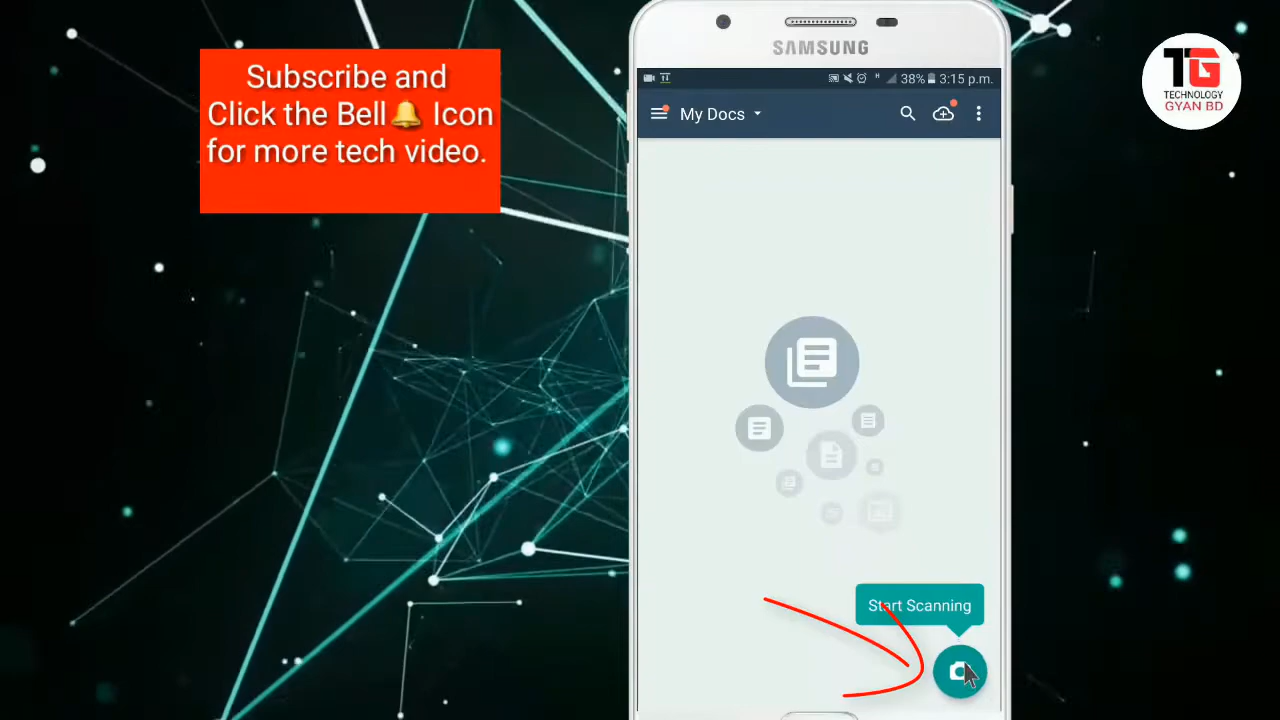 Subscribe and
Click the Bell🔔 Icon
for more tech video.
SAMSUNG
H 38% 3:15 p.m.
My Docs
Start Scanning
TG
TECHNOLOGY
GYAN BD